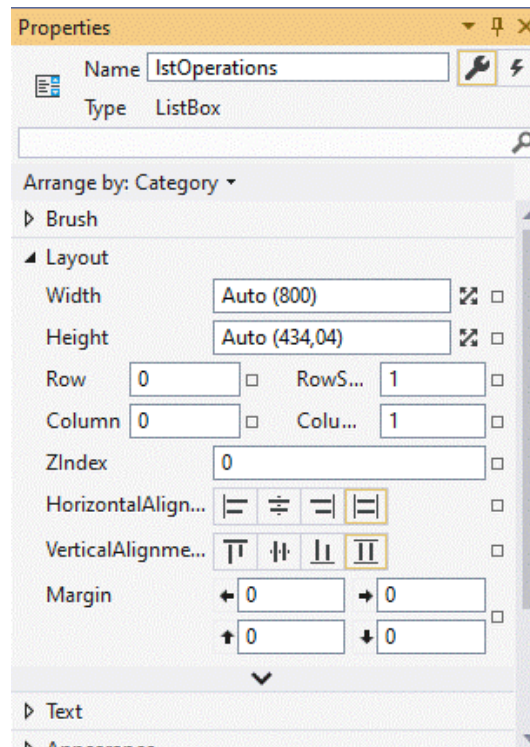 Properties
Name lstOperations
Type ListBox
Arrange by: Category
Brush
Layout
Width Auto (800)
Height Auto (434,04)
Row 0 RowS... 1
Column 0 Colu... 1
ZIndex 0
HorizontalAlign...
VerticalAlignme...
Margin 0 0
0 0
Text
Appearance